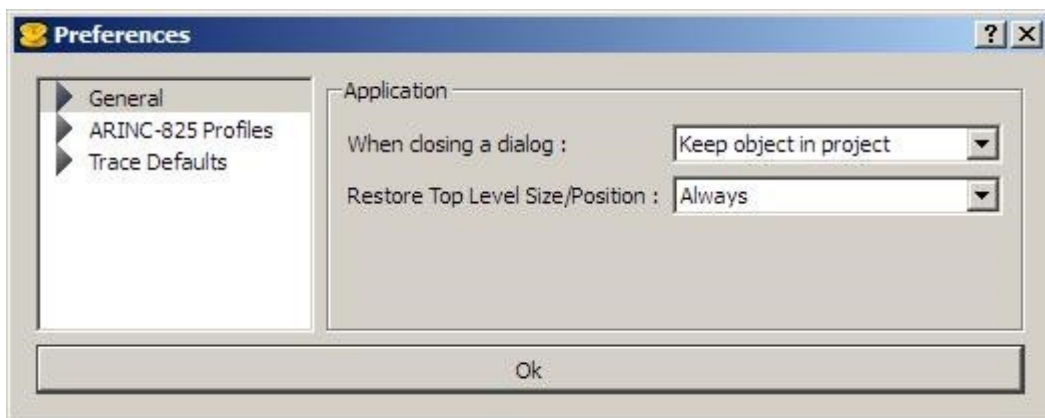 Preferences
General
ARINC-825 Profiles
Trace Defaults
Application
When closing a dialog : Keep object in project
Restore Top Level Size/Position : Always
Ok